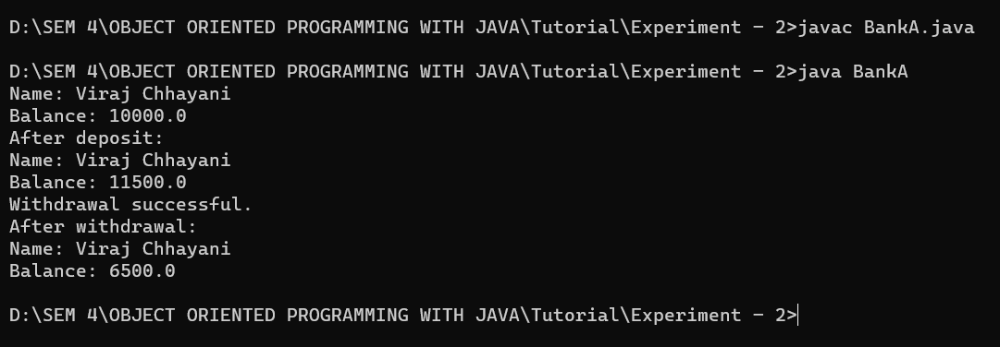 D:\SEM 4\OBJECT ORIENTED PROGRAMMING WITH JAVA\Tutorial\Experiment - 2>javac BankA.java
D:\SEM 4\OBJECT ORIENTED PROGRAMMING WITH JAVA\Tutorial\Experiment - 2>java BankA
Name: Viraj Chhayani
Balance: 10000.0
After deposit:
Name: Viraj Chhayani
Balance: 11500.0
Withdrawal successful.
After withdrawal:
Name: Viraj Chhayani
Balance: 6500.0
D:\SEM 4\OBJECT ORIENTED PROGRAMMING WITH JAVA\Tutorial\Experiment - 2>